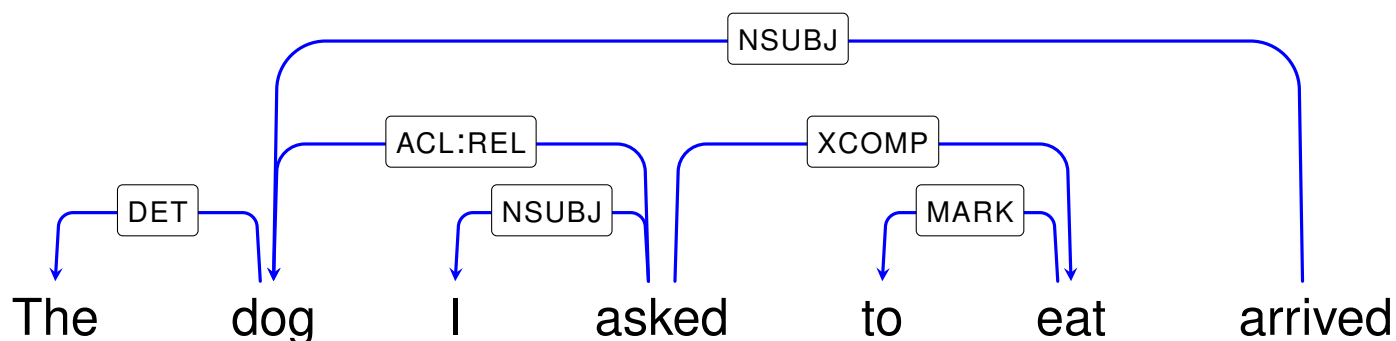 NSUBJ
ACL:REL XCOMP
DET NSUBJ MARK
The dog I asked to eat arrived